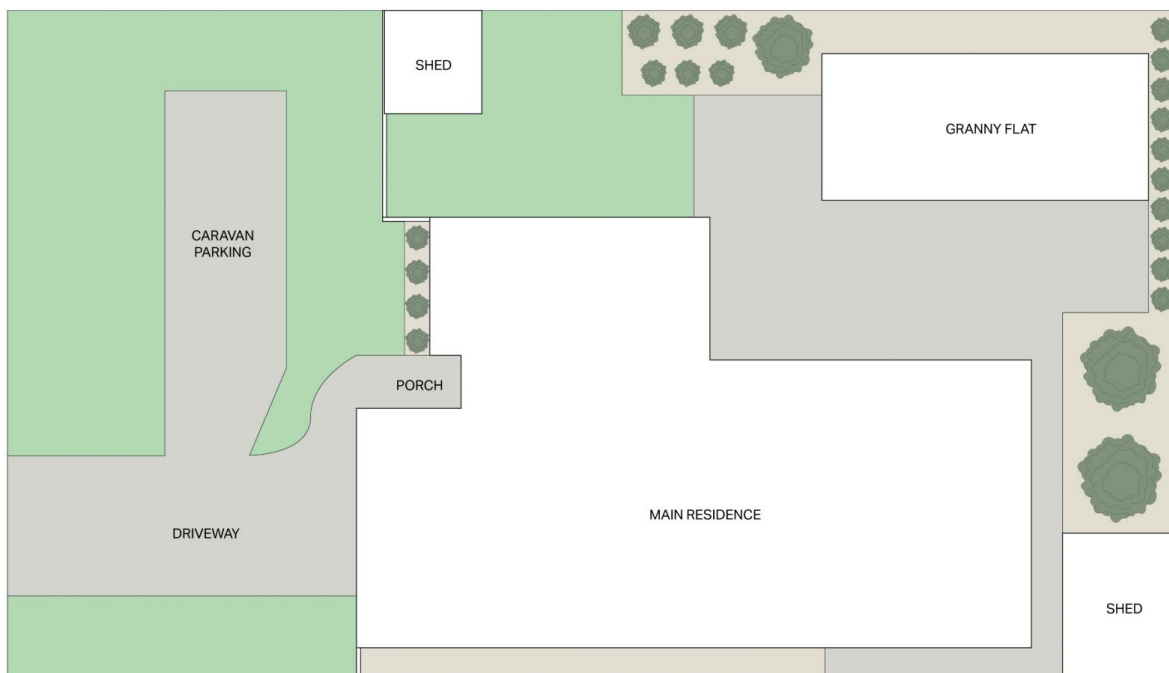 SHED
GRANNY FLAT
CARAVAN
PARKING
PORCH
MAIN RESIDENCE
DRIVEWAY
SHED